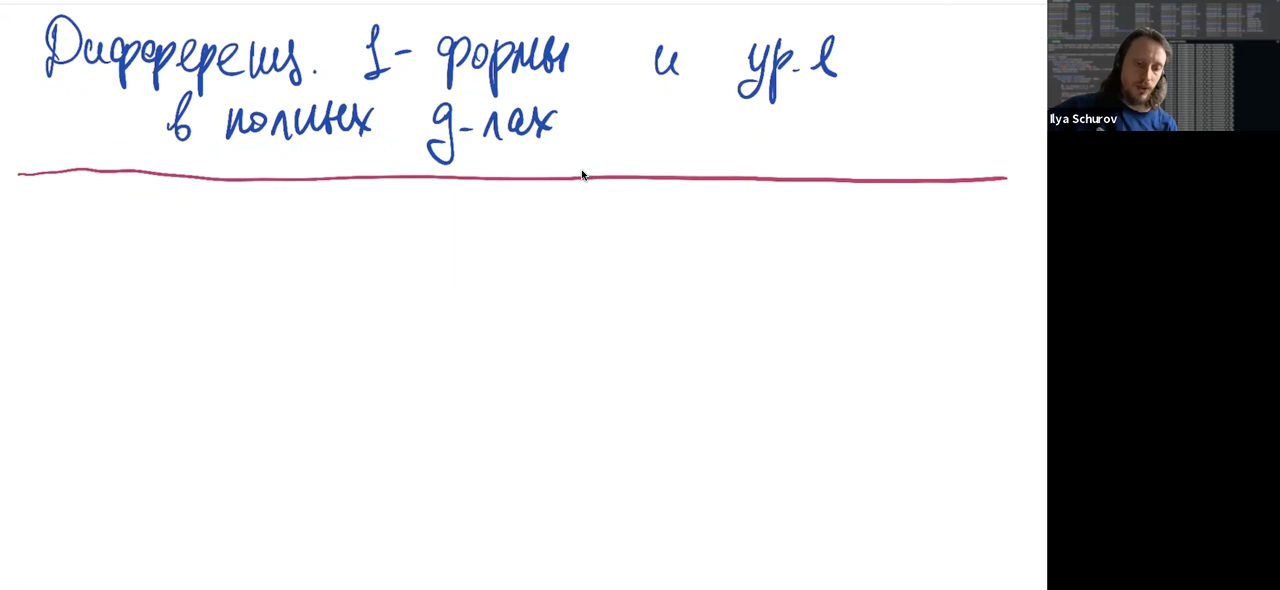 Дифференц. 1-формы и ур.я
в полных д-лах
Ilya Schurov